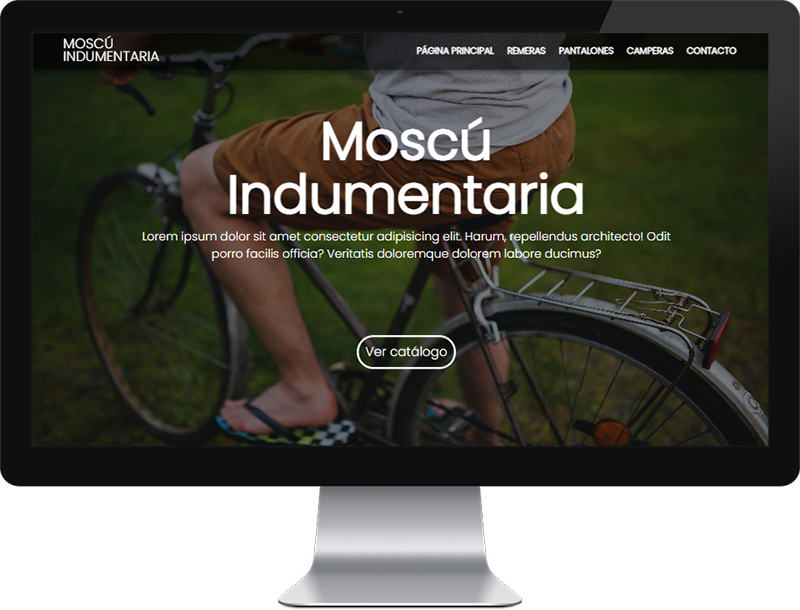 MOSCÚ
INDUMENTARIA
PÁGINA PRINCIPAL REMERAS PANTALONES CAMPERAS CONTACTO
Moscú
Indumentaria
Lorem ipsum dolor sit amet consectetur adipisicing elit. Harum, repellendus architecto! Odit
porro facilis officia? Veritatis doloremque dolorem labore ducimus?
Ver catálogo